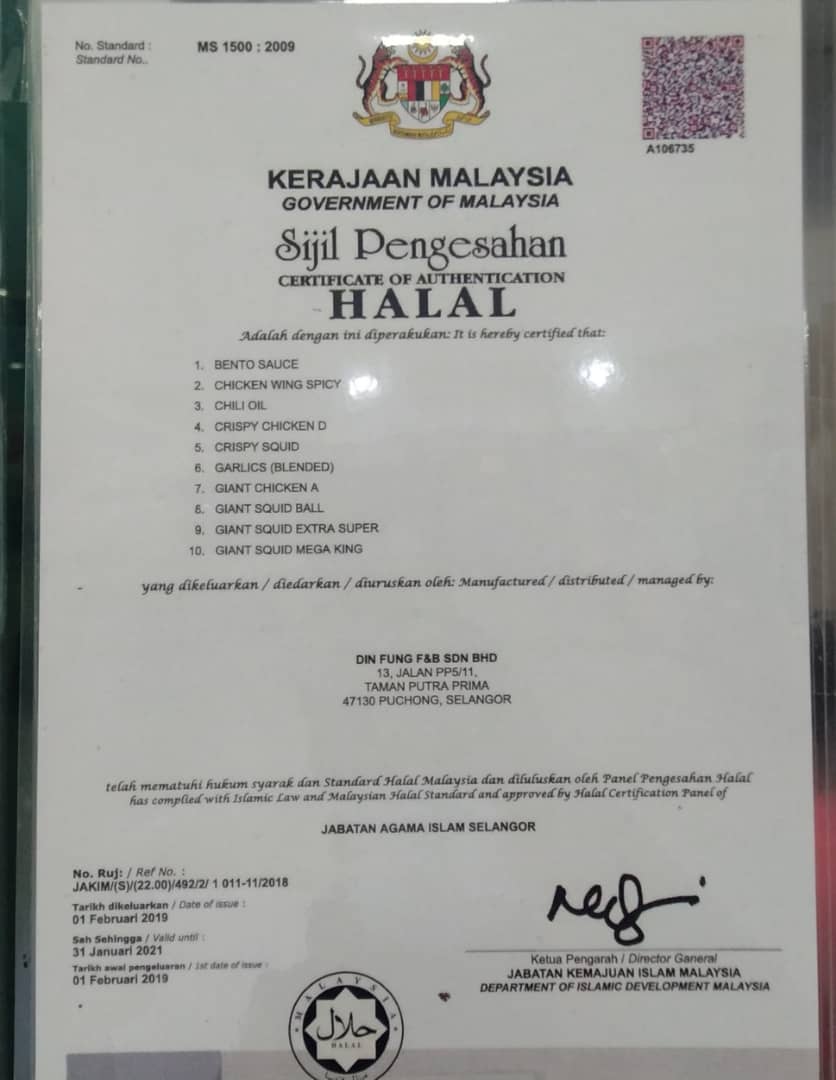 No. Standard : MS 1500 : 2009
Standard No..
A106735
KERAJAAN MALAYSIA
GOVERNMENT OF MALAYSIA
Sijil Pengesahan
CERTIFICATE OF AUTHENTICATION
HALAL
Adalah dengan ini diperakukan: It is hereby certified that:
1. BENTO SAUCE
2. CHICKEN WING SPICY
3. CHILI OIL
4. CRISPY CHICKEN D
5. CRISPY SQUID
6. GARLICS (BLENDED)
7. GIANT CHICKEN A
8. GIANT SQUID BALL
9. GIANT SQUID EXTRA SUPER
10. GIANT SQUID MEGA KING
yang dikeluarkan / diedarkan / diuruskan oleh: Manufactured / distributed / managed by:
DIN FUNG F&B SDN BHD
13, JALAN PP5/11,
TAMAN PUTRA PRIMA
47130 PUCHONG, SELANGOR
telah mematuhi hukum syarak dan Standard Halal Malaysia dan diluluskan oleh Panel Pengesahan Halal
has complied with Islamic Law and Malaysian Halal Standard and approved by Halal Certification Panel of
JABATAN AGAMA ISLAM SELANGOR
No. Ruj: / Ref No. :
JAKIM/(S)/(22.00)/492/2/ 1 011-11/2018
Tarikh dikeluarkan / Date of issue :
01 Februari 2019
Sah Sehingga / Valid until :
31 Januari 2021
Tarikh awal pengeluaran / 1st date of issue :
01 Februari 2019
Ketua Pengarah / Director General
JABATAN KEMAJUAN ISLAM MALAYSIA
DEPARTMENT OF ISLAMIC DEVELOPMENT MALAYSIA
MALAYSIA
حلال
HALAL